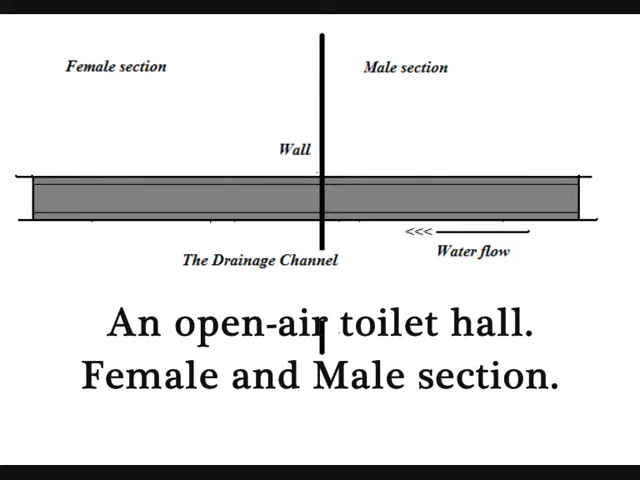 Female section
Male section
Wall
<<<
Water flow
The Drainage Channel
An open-air toilet hall.
Female and Male section.